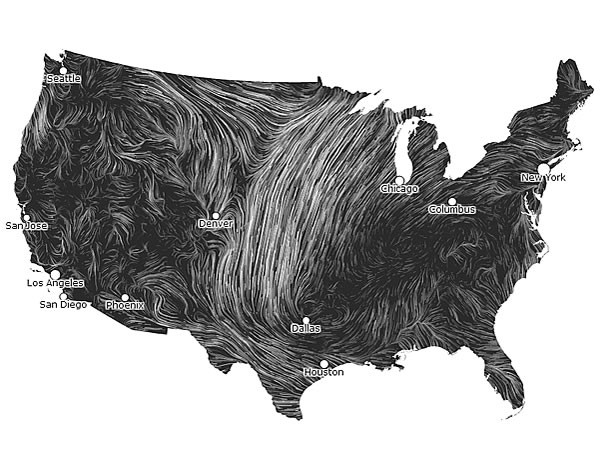 Seattle
Chicago
New York
Columbus
San Jose
Denver
Los Angeles
San Diego
Phoenix
Dallas
Houston